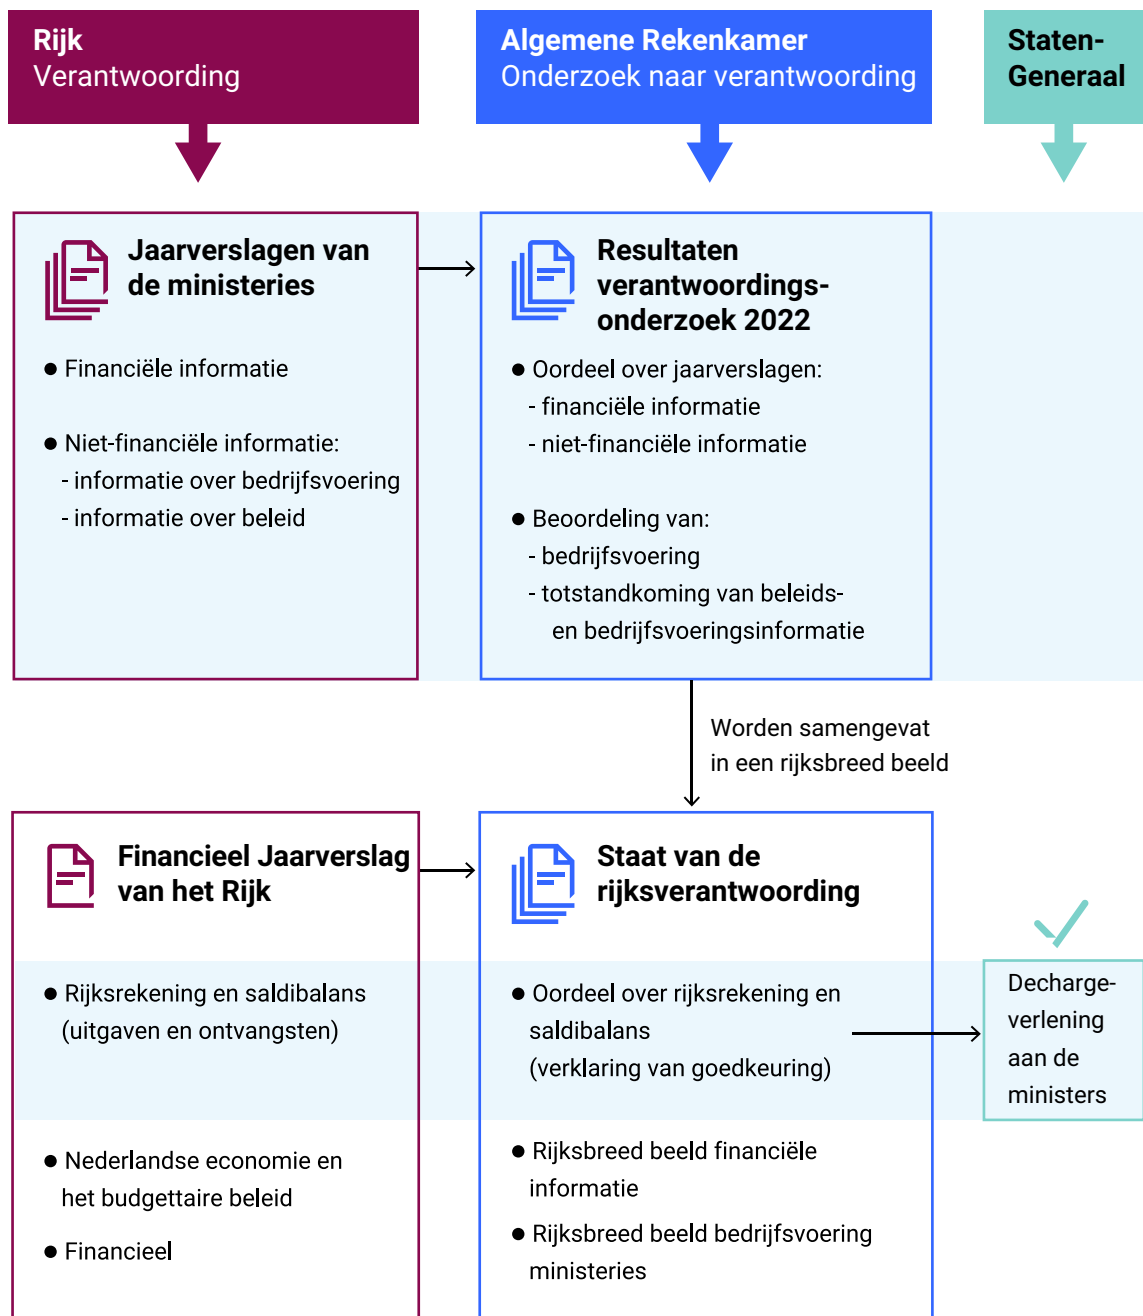 Rijk
Verantwoording
Algemene Rekenkamer
Onderzoek naar verantwoording
Staten-
Generaal
Jaarverslagen van
de ministeries
● Financiële informatie
● Niet-financiële informatie:
- informatie over bedrijfsvoering
- informatie over beleid
Resultaten
verantwoordings-
onderzoek 2022
● Oordeel over jaarverslagen:
- financiële informatie
- niet-financiële informatie
● Beoordeling van:
- bedrijfsvoering
- totstandkoming van beleids-
en bedrijfsvoeringsinformatie
Worden samengevat
in een rijksbreed beeld
Financieel Jaarverslag
van het Rijk
● Rijksrekening en saldibalans
(uitgaven en ontvangsten)
● Nederlandse economie en
het budgettaire beleid
● Financieel
Staat van de
rijksverantwoording
● Oordeel over rijksrekening en
saldibalans
(verklaring van goedkeuring)
● Rijksbreed beeld financiële
informatie
● Rijksbreed beeld bedrijfsvoering
ministeries
Decharge-
verlening
aan de
ministers